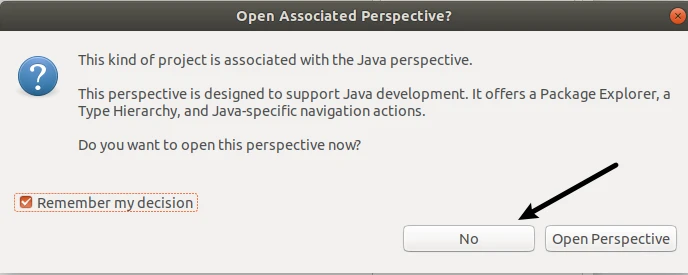 Open Associated Perspective?
This kind of project is associated with the Java perspective.
This perspective is designed to support Java development. It offers a Package Explorer, a
Type Hierarchy, and Java-specific navigation actions.
Do you want to open this perspective now?
Remember my decision
No
Open Perspective